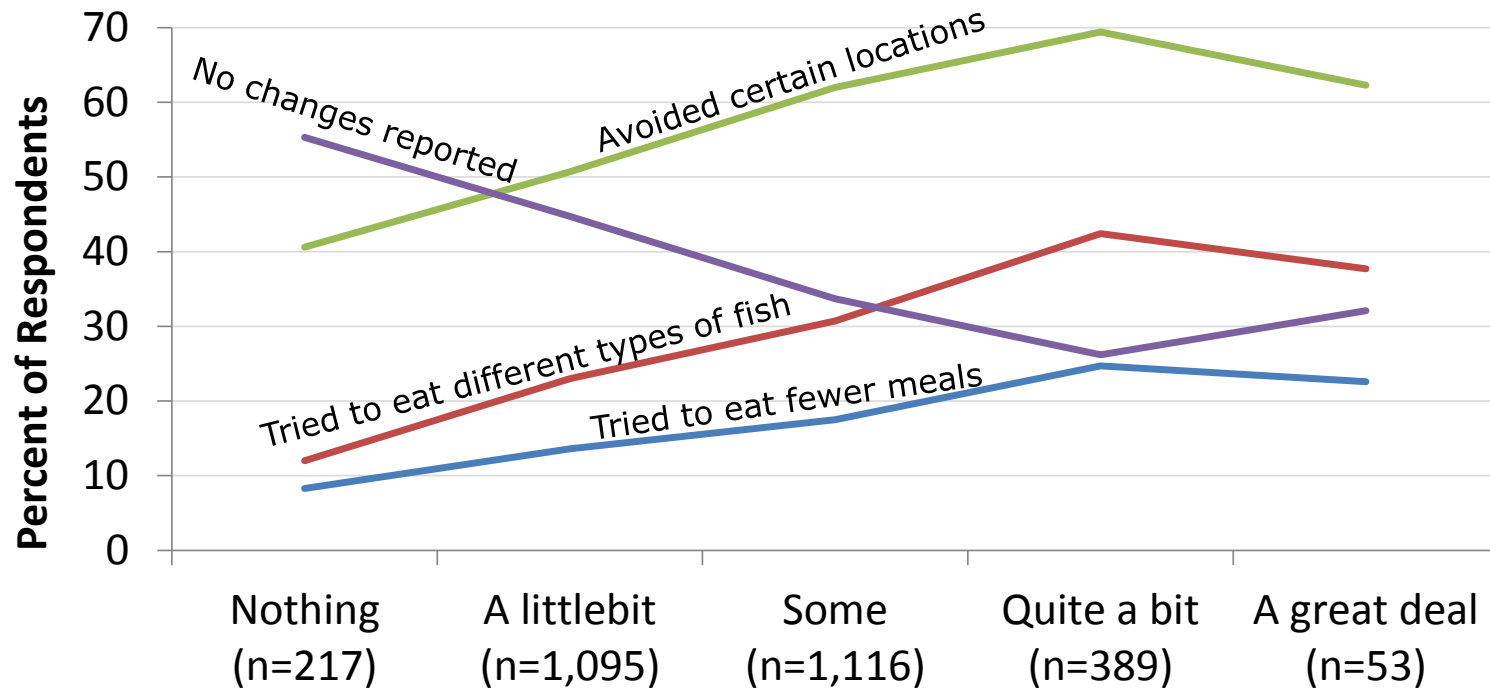 70
60
50
40
30
20
10
0
Percent of Respondents
No changes reported
Avoided certain locations
Tried to eat different types of fish
Tried to eat fewer meals
Nothing
(n=217)
A littlebit
(n=1,095)
Some
(n=1,116)
Quite a bit
(n=389)
A great deal
(n=53)